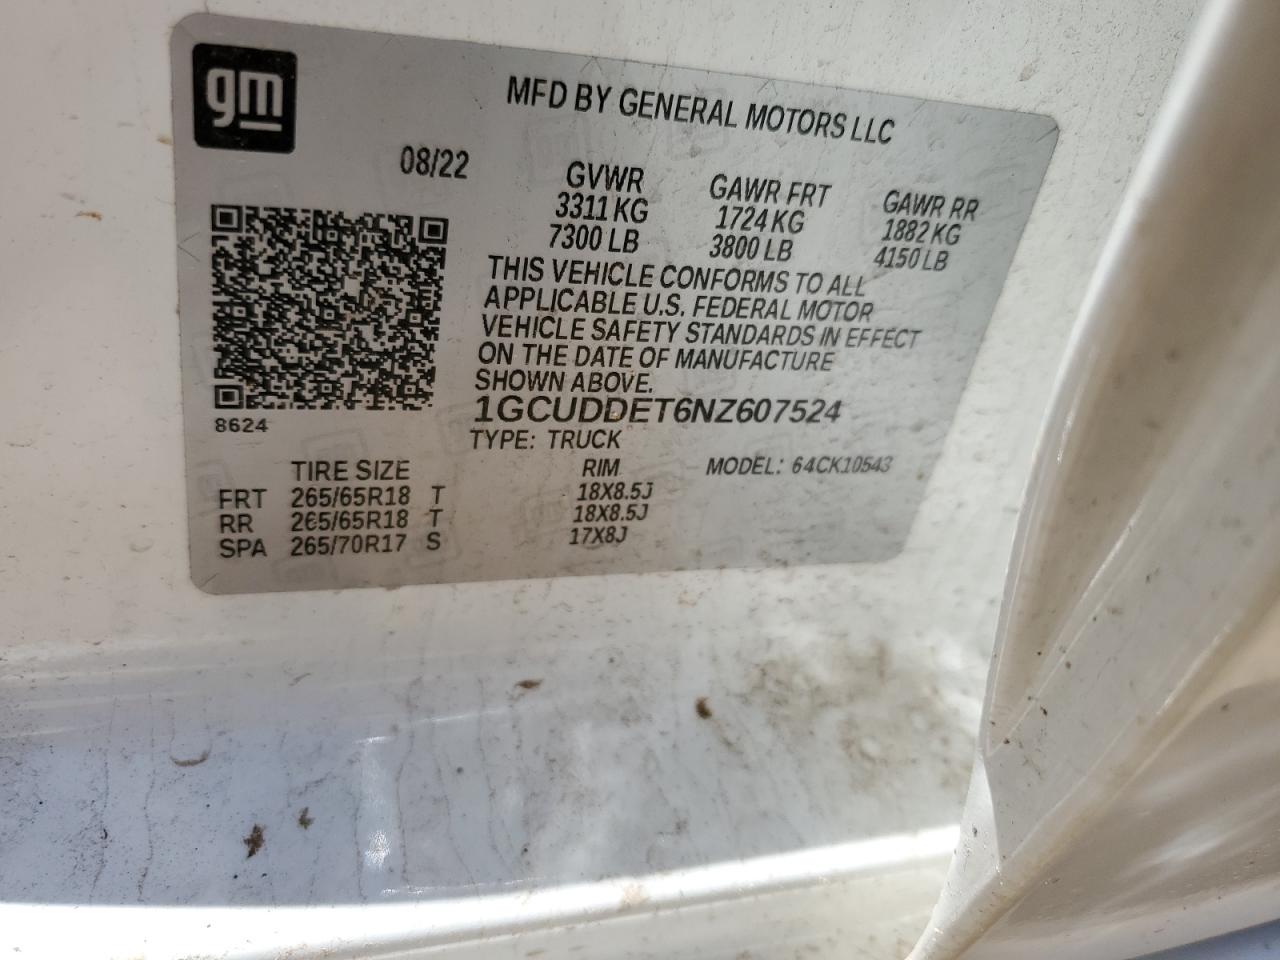 gm
MFD BY GENERAL MOTORS LLC
08/22
GVWR GAWR FRT GAWR RR
3311 KG 1724 KG 1882 KG
7300 LB 3800 LB 4150 LB
THIS VEHICLE CONFORMS TO ALL
APPLICABLE U.S. FEDERAL MOTOR
VEHICLE SAFETY STANDARDS IN EFFECT
ON THE DATE OF MANUFACTURE
SHOWN ABOVE.
1GCUDDET6NZ607524
8624
TYPE: TRUCK
TIRE SIZE RIM MODEL: 64CK10543
FRT 265/65R18 T 18X8.5J
RR 265/65R18 T 18X8.5J
SPA 265/70R17 S 17X8J